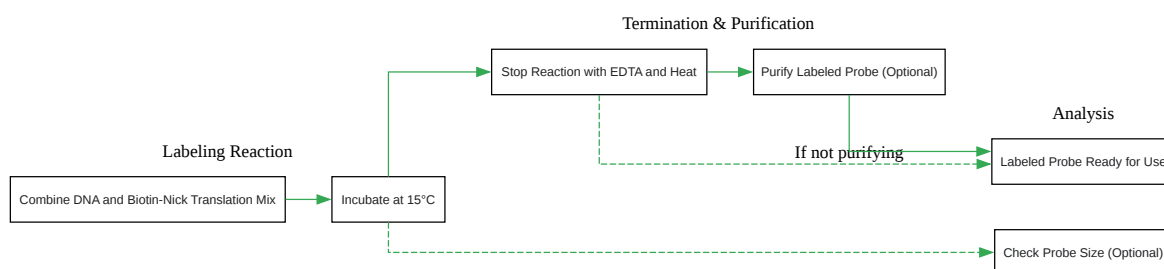 Termination & Purification
Stop Reaction with EDTA and Heat
Purify Labeled Probe (Optional)
Analysis
Labeling Reaction
If not purifying
Labeled Probe Ready for Use
Combine DNA and Biotin-Nick Translation Mix
Incubate at 15°C
Check Probe Size (Optional)